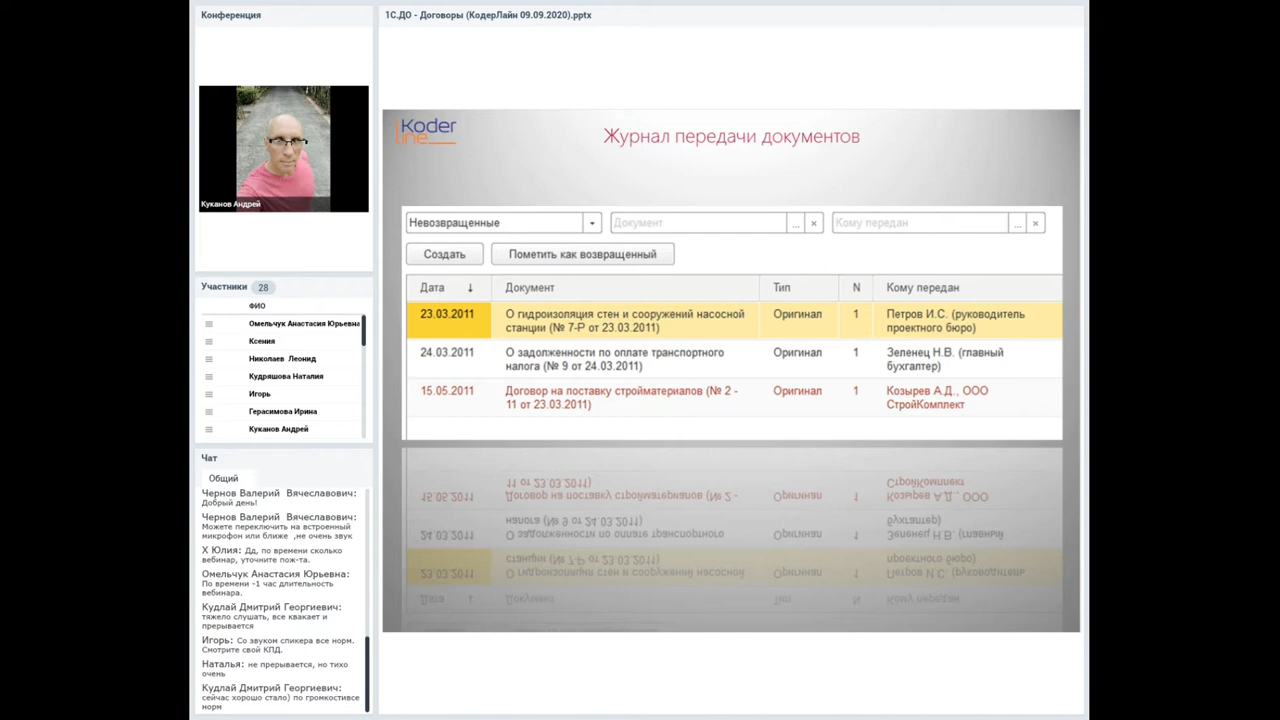 Конференция
1С.ДО - Договоры (КодерЛайн 09.09.2020).pptx
Куканов Андрей
Участники 28
ФИО
Омельчук Анастасия Юрьевна
Ксения
Николаев Леонид
Кудряшова Наталия
Игорь
Герасимова Ирина
Куканов Андрей
Чат
Общий
Чернов Валерий Вячеславович:
Добрый день!
Чернов Валерий Вячеславович:
Можете переключить на встроенный
микрофон или ближе ,не очень звук
Х Юлия: Дд, по времени сколько
вебинар, уточните пож-та.
Омельчук Анастасия Юрьевна:
По времени -1 час длительность
вебинара.
Кудлай Дмитрий Георгиевич:
тяжело слушать, все квакает и
прерывается
Игорь: Со звуком спикера все норм.
Смотрите свой КПД.
Наталья: не прерывается, но тихо
очень
Кудлай Дмитрий Георгиевич:
сейчас хорошо стало) по громкостивсе
норм
Koder
line
Журнал передачи документов
Невозвращенные Документ ... × Кому передан ... ×
Создать Пометить как возвращенный
Дата ↓ Документ Тип N Кому передан
23.03.2011 О гидроизоляция стен и сооружений насосной Оригинал 1 Петров И.С. (руководитель
станции (№ 7-Р от 23.03.2011) проектного бюро)
24.03.2011 О задолженности по оплате транспортного Оригинал 1 Зеленец Н.В. (главный
налога (№ 9 от 24.03.2011) бухгалтер)
15.05.2011 Договор на поставку стройматериалов (№ 2 - Оригинал 1 Козырев А.Д., ООО
11 от 23.03.2011) СтройКомплект